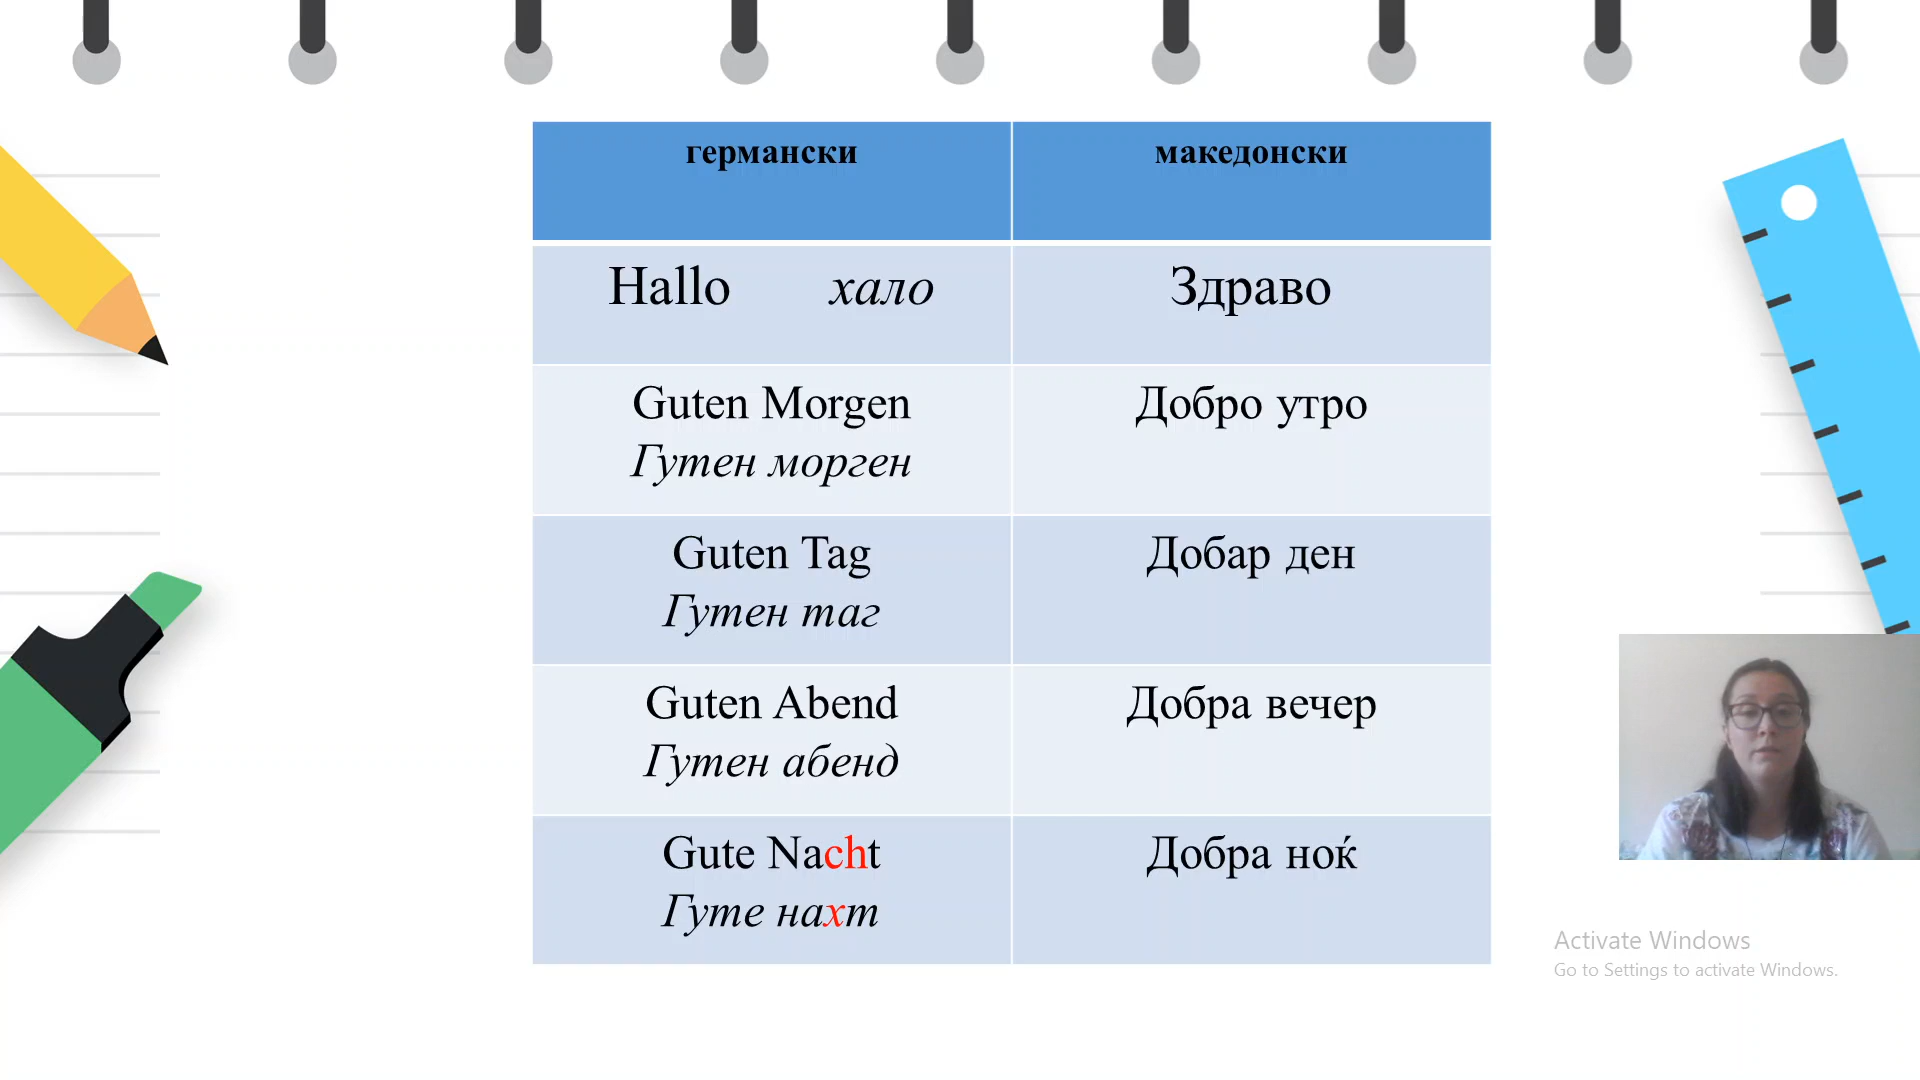 германски
македонски
Hallo хало
Здраво
Guten Morgen
Гутен морген
Добро утро
Guten Tag
Гутен таг
Добар ден
Guten Abend
Гутен абенд
Добра вечер
Gute Nacht
Гуте нахт
Добра ноќ
Activate Windows
Go to Settings to activate Windows.